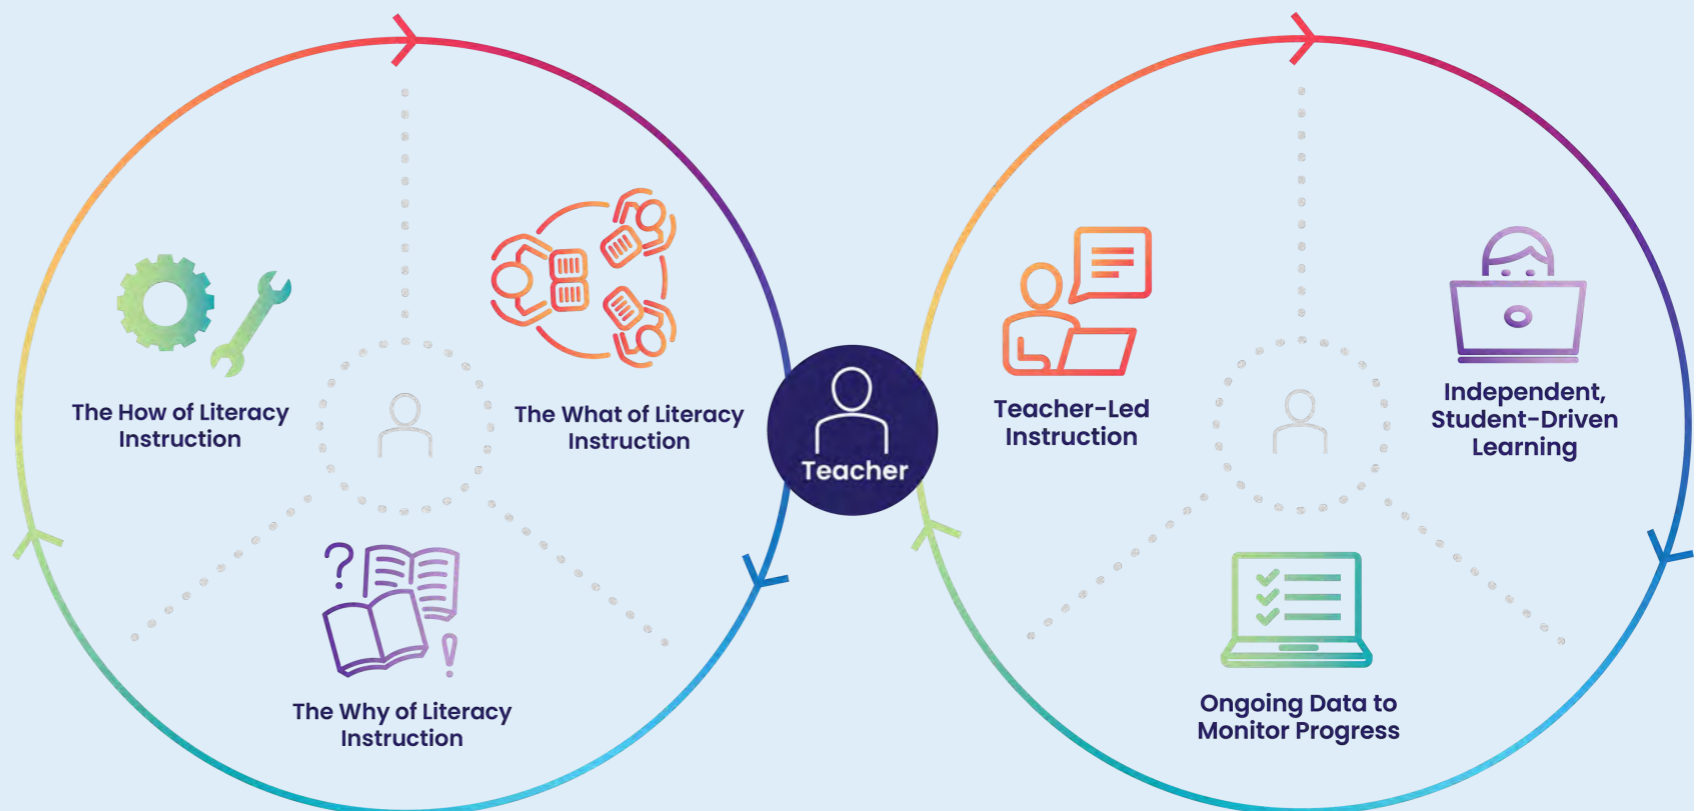 The How of Literacy
Instruction
The What of Literacy
Instruction
The Why of Literacy
Instruction
Teacher
Teacher-Led
Instruction
Independent,
Student-Driven
Learning
Ongoing Data to
Monitor Progress